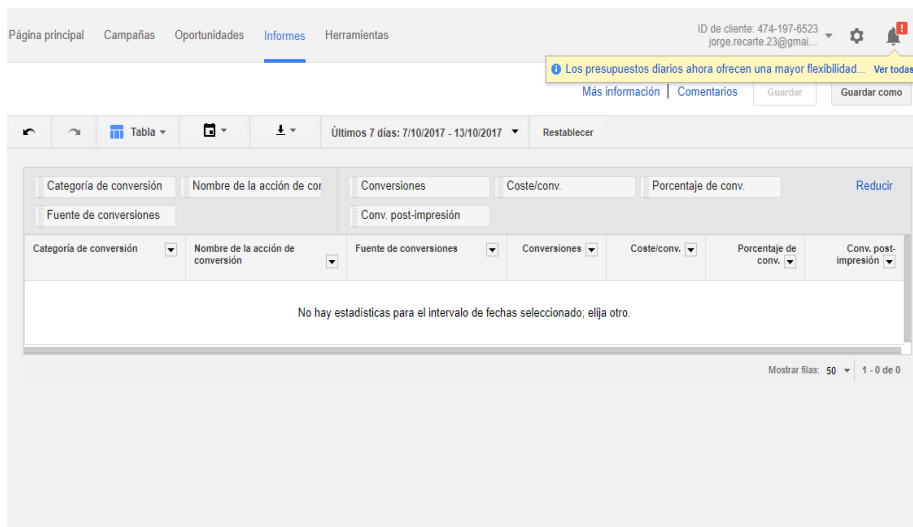 Página principal Campañas Oportunidades Informes Herramientas
ID de cliente: 474-197-6523
jorge.recarte.23@gmai...
Los presupuestos diarios ahora ofrecen una mayor flexibilidad... Ver todas
Más información | Comentarios Guardar Guardar como
Tabla Últimos 7 días: 7/10/2017 - 13/10/2017 Restablecer
Categoría de conversión Nombre de la acción de cor Conversiones Coste/conv. Porcentaje de conv. Reducir
Fuente de conversiones Conv. post-impresión
Categoría de conversión Nombre de la acción de conversión Fuente de conversiones Conversiones Coste/conv. Porcentaje de conv. Conv. post-impresión
No hay estadísticas para el intervalo de fechas seleccionado; elija otro.
Mostrar filas: 50 1 - 0 de 0